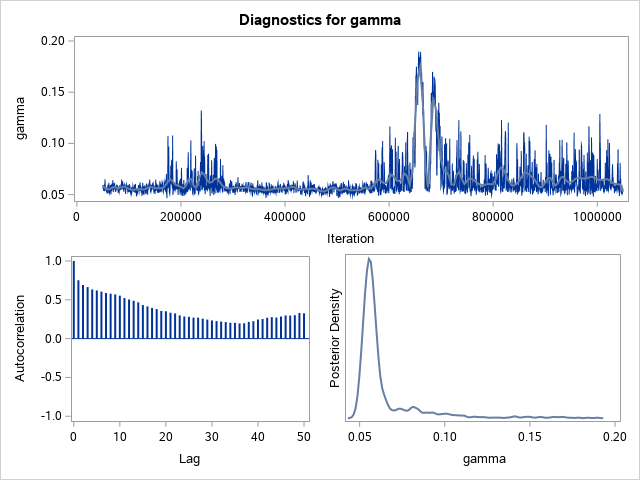 Diagnostics for gamma
gamma
0.20
0.15
0.10
0.05
0 200000 400000 600000 800000 1000000
Iteration
Autocorrelation
1.0
0.5
0.0
-0.5
-1.0
0 10 20 30 40 50
Lag
Posterior Density
0.05 0.10 0.15 0.20
gamma